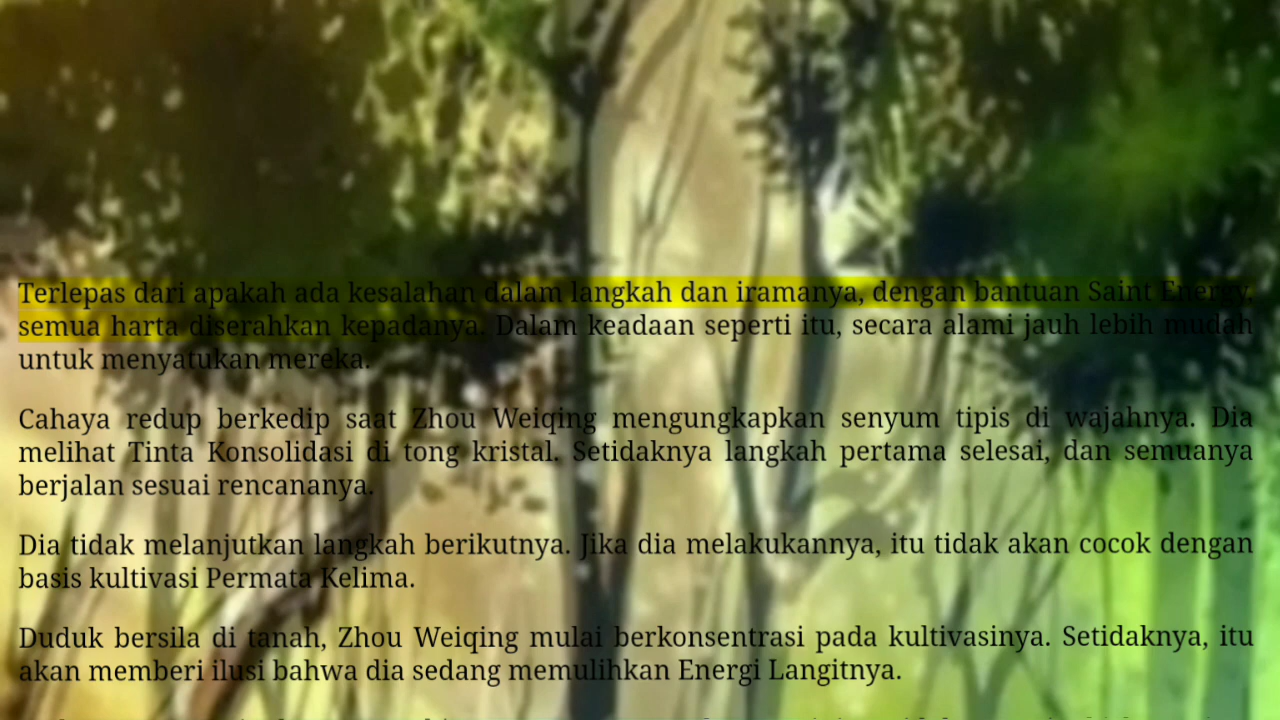 Terlepas dari apakah ada kesalahan dalam langkah dan iramanya, dengan bantuan Saint Energy,
semua harta diserahkan kepadanya. Dalam keadaan seperti itu, secara alami jauh lebih mudah
untuk menyatukan mereka.
Cahaya redup berkedip saat Zhou Weiqing mengungkapkan senyum tipis di wajahnya. Dia
melihat Tinta Konsolidasi di tong kristal. Setidaknya langkah pertama selesai, dan semuanya
berjalan sesuai rencananya.
Dia tidak melanjutkan langkah berikutnya. Jika dia melakukannya, itu tidak akan cocok dengan
basis kultivasi Permata Kelima.
Duduk bersila di tanah, Zhou Weiqing mulai berkonsentrasi pada kultivasinya. Setidaknya, itu
akan memberi ilusi bahwa dia sedang memulihkan Energi Langitnya.